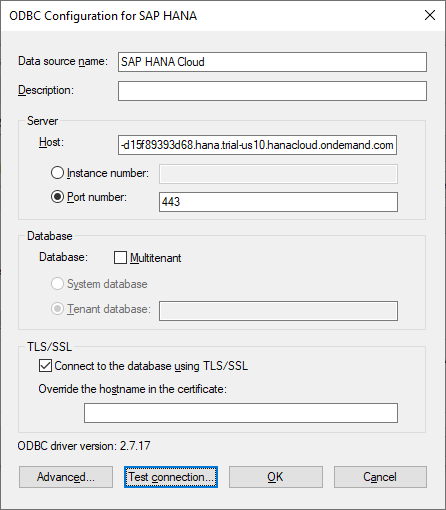 ODBC Configuration for SAP HANA
Data source name: SAP HANA Cloud
Description:
Server
Host: -d15f89393d68.hana.trial-us10.hanacloud.ondemand.com
Instance number:
Port number: 443
Database
Database: Multitenant
System database
Tenant database:
TLS/SSL
Connect to the database using TLS/SSL
Override the hostname in the certificate:
ODBC driver version: 2.7.17
Advanced... Test connection... OK Cancel